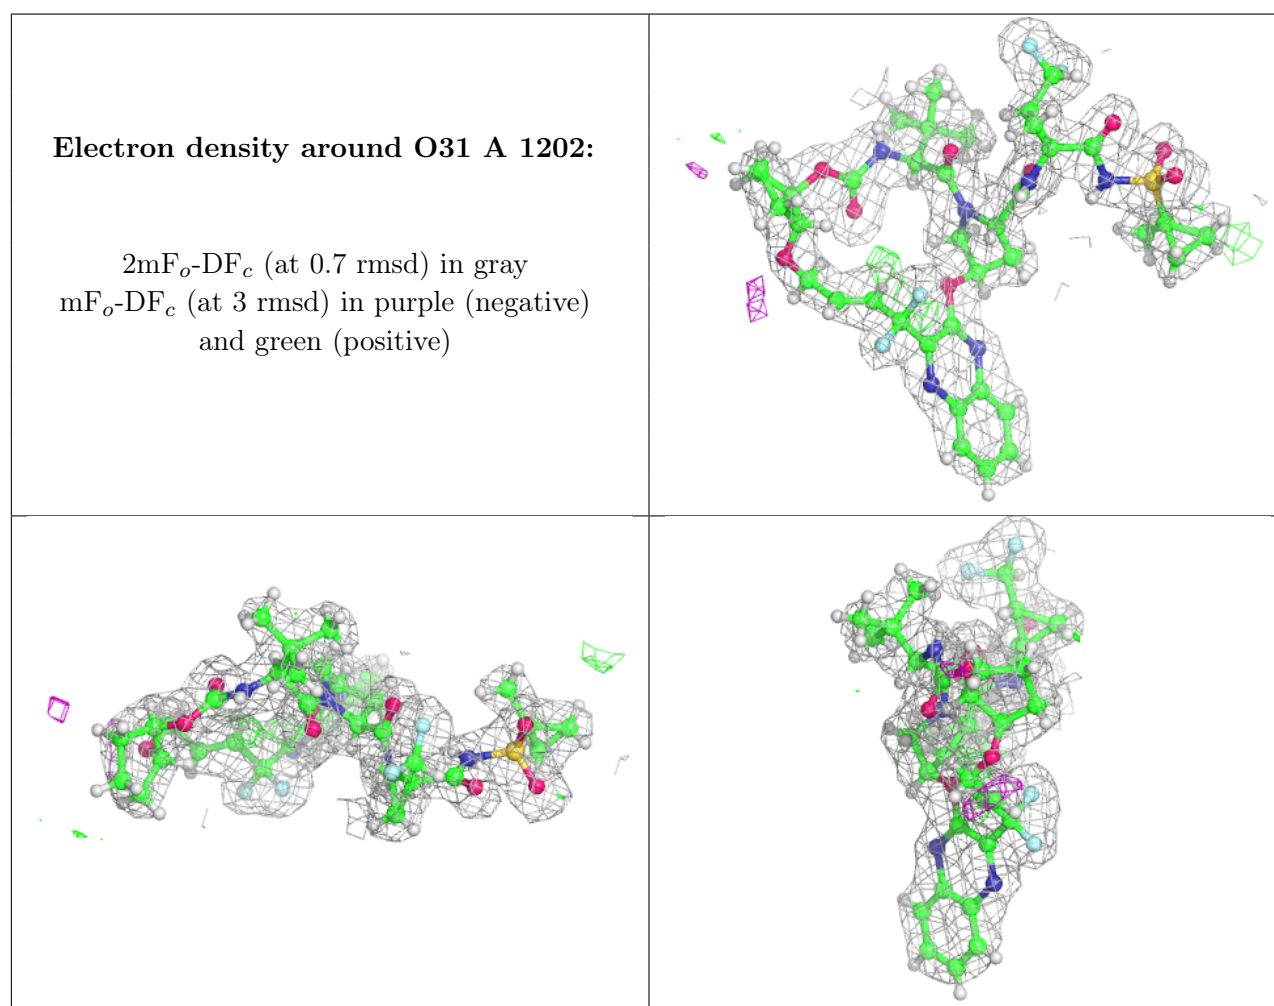 Electron density around O31 A 1202:
2mFₒ-DF𝒸 (at 0.7 rmsd) in gray
mFₒ-DF𝒸 (at 3 rmsd) in purple (negative)
and green (positive)